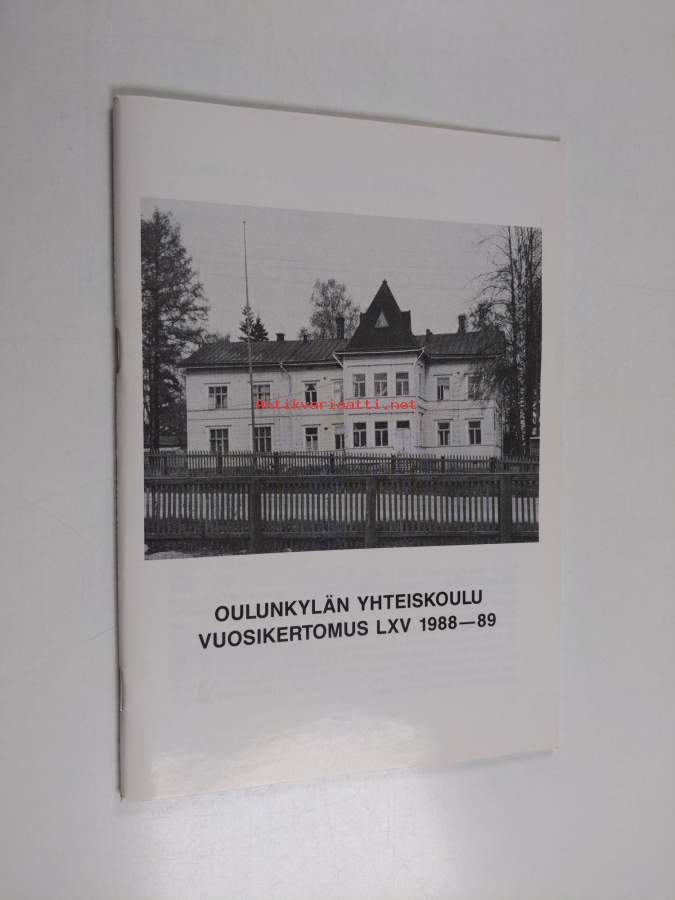 Antikvariaatti.net
OULUNKYLÄN YHTEISKOULU
VUOSIKERTOMUS LXV 1988—89